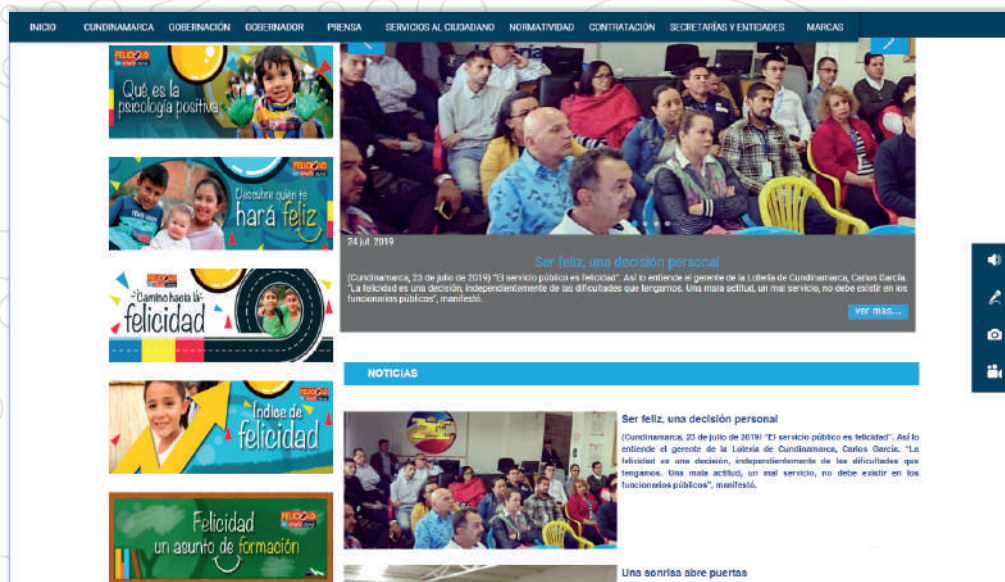 INICIO CUNDINAMARCA GOBERNACIÓN GOBERNADOR PRENSA SERVICIOS AL CIUDADANO NORMATIVIDAD CONTRATACIÓN SECRETARÍAS Y ENTIDADES MARCAS
FELICIDAD
Qué es la
psicología positiva
FELICIDAD
Descubre quién te
hará feliz
FELICIDAD
Camino hacia la
felicidad
FELICIDAD
Índice de
felicidad
Felicidad
FELICIDAD
un asunto de formación
24 jul. 2019
Ser feliz, una decisión personal
(Cundinamarca, 23 de julio de 2019) "El servicio público es felicidad". Así lo entiende el gerente de la Lotería de Cundinamarca, Carlos García.
"La felicidad es una decisión, independientemente de las dificultades que tengamos. Una mala actitud, un mal servicio, no debe existir en los
funcionarios públicos", manifestó.
ver mas...
NOTICIAS
Ser feliz, una decisión personal
(Cundinamarca, 23 de julio de 2019) "El servicio público es felicidad". Así lo
entiende el gerente de la Lotería de Cundinamarca, Carlos García. "La
felicidad es una decisión, independientemente de las dificultades que
tengamos. Una mala actitud, un mal servicio, no debe existir en los
funcionarios públicos", manifestó.
Una sonrisa abre puertas